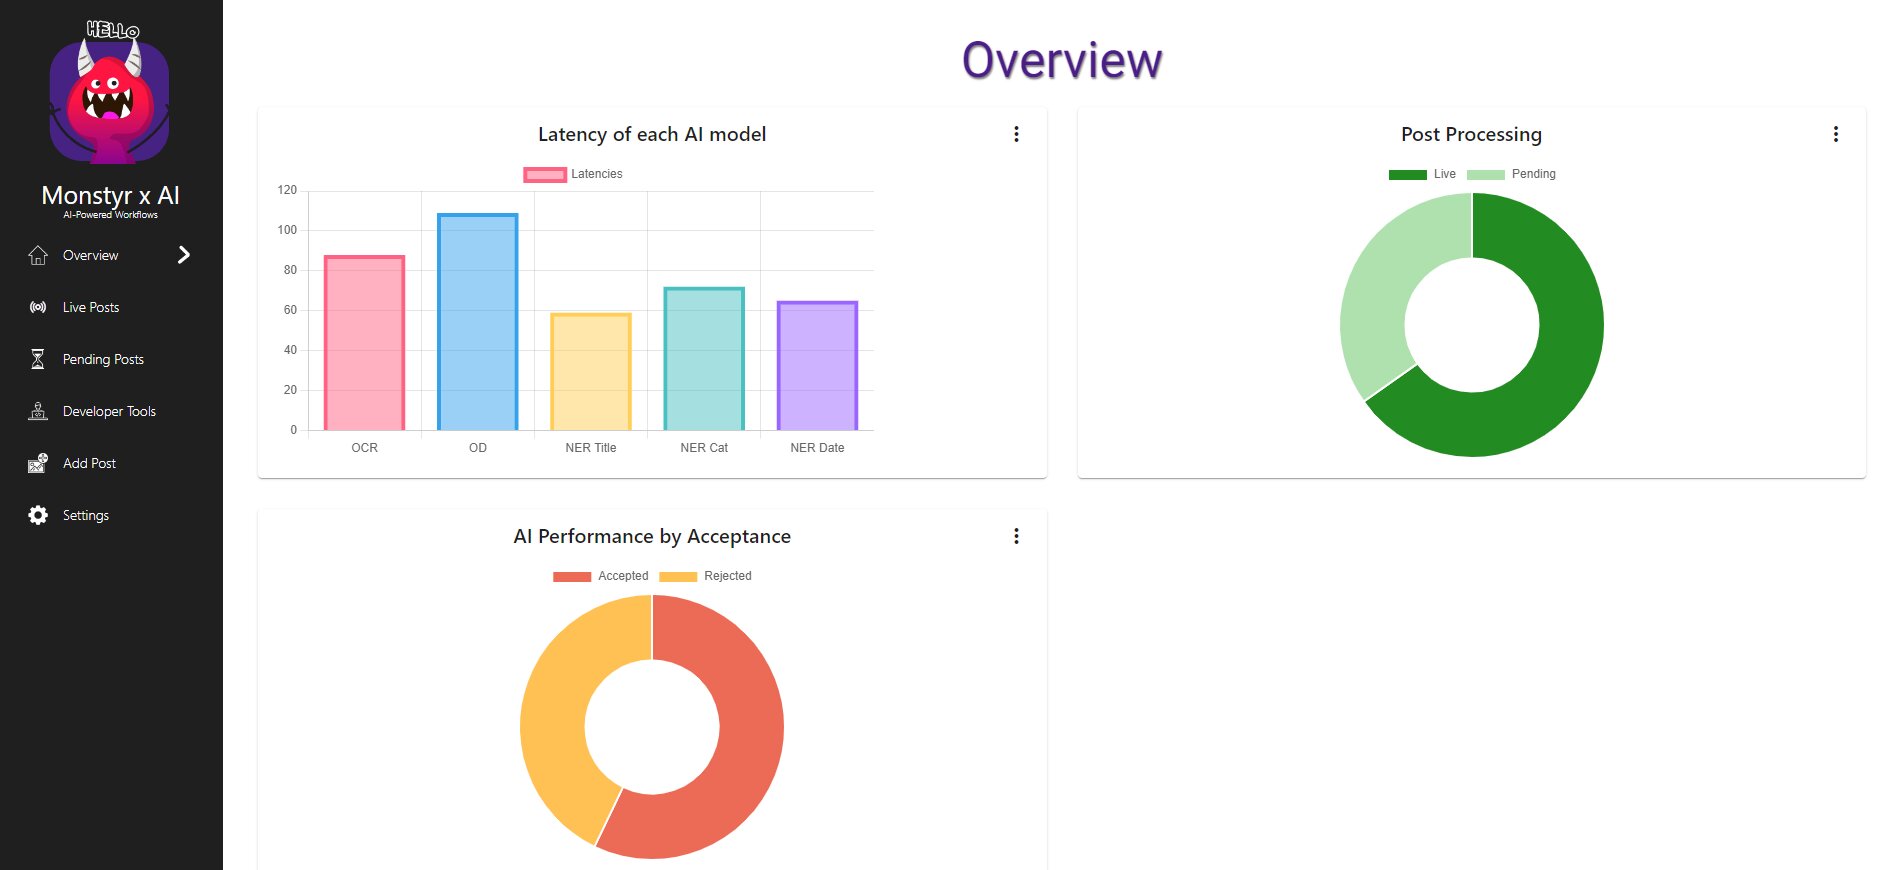 HELLO
Monstyr x AI
AI-Powered Workflows
Overview
Live Posts
Pending Posts
Developer Tools
Add Post
Settings
Overview
Latency of each AI model
Latencies
120
100
80
60
40
20
0
OCR OD NER Title NER Cat NER Date
Post Processing
Live Pending
AI Performance by Acceptance
Accepted Rejected